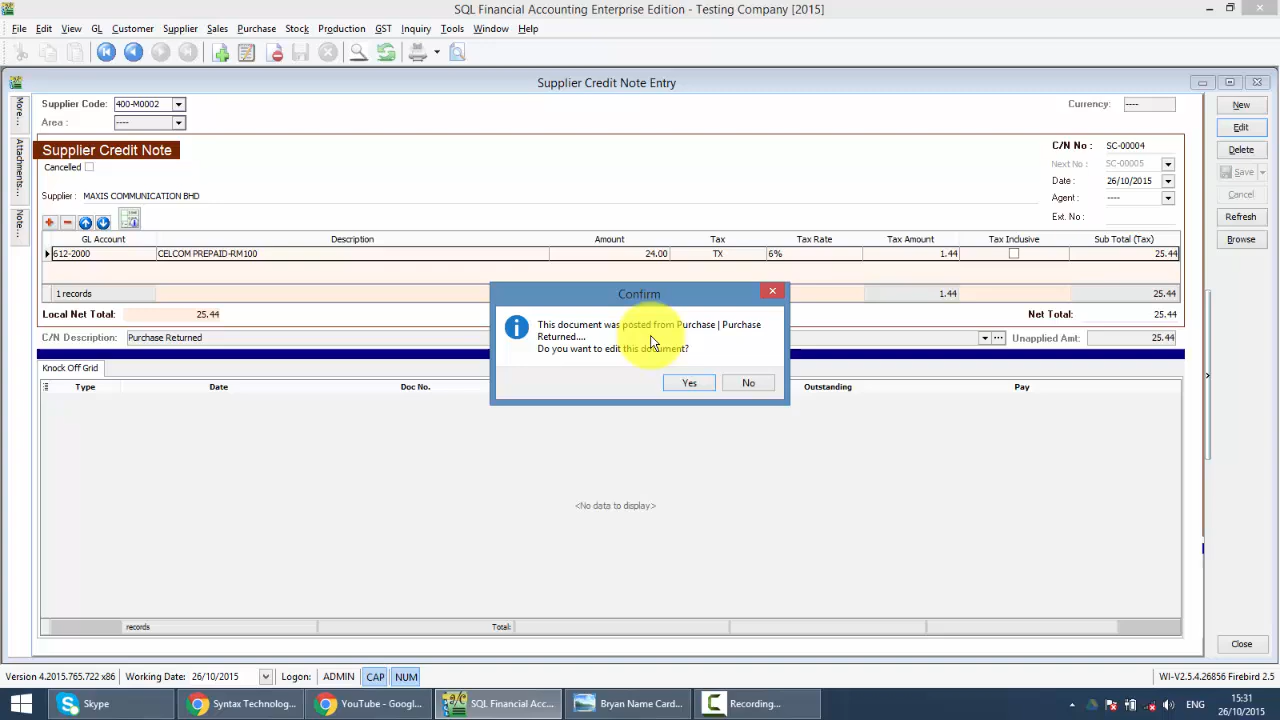 SQL Financial Accounting Enterprise Edition - Testing Company [2015]
File Edit View GL Customer Supplier Sales Purchase Stock Production GST Inquiry Tools Window Help
Supplier Credit Note Entry
More...
Attachments...
Note...
Supplier Code: 400-M0002
Currency: ----
Area : ----
Supplier Credit Note
Cancelled
C/N No : SC-00004
Next No : SC-00005
Date : 26/10/2015
Agent : ----
Ext. No :
Supplier : MAXIS COMMUNICATION BHD
GL Account Description Amount Tax Tax Rate Tax Amount Tax Inclusive Sub Total (Tax)
612-2000 CELCOM PREPAID-RM100 24.00 TX 6% 1.44 25.44
1 records 1.44 25.44
Local Net Total: 25.44 Net Total: 25.44
C/N Description: Purchase Returned Unapplied Amt: 25.44
Knock Off Grid
Type Date Doc No. Outstanding Pay
<No data to display>
records Total:
Confirm
This document was posted from Purchase | Purchase
Returned....
Do you want to edit this document?
Yes No
New
Edit
Delete
Save
Cancel
Refresh
Browse
Close
Version 4.2015.765.722 x86 Working Date: 26/10/2015 Logon: ADMIN CAP NUM WI-V2.5.4.26856 Firebird 2.5
Skype Syntax Technolog... YouTube - Googl... SQL Financial Acc... Bryan Name Card... Recording... ENG 15:31
26/10/2015